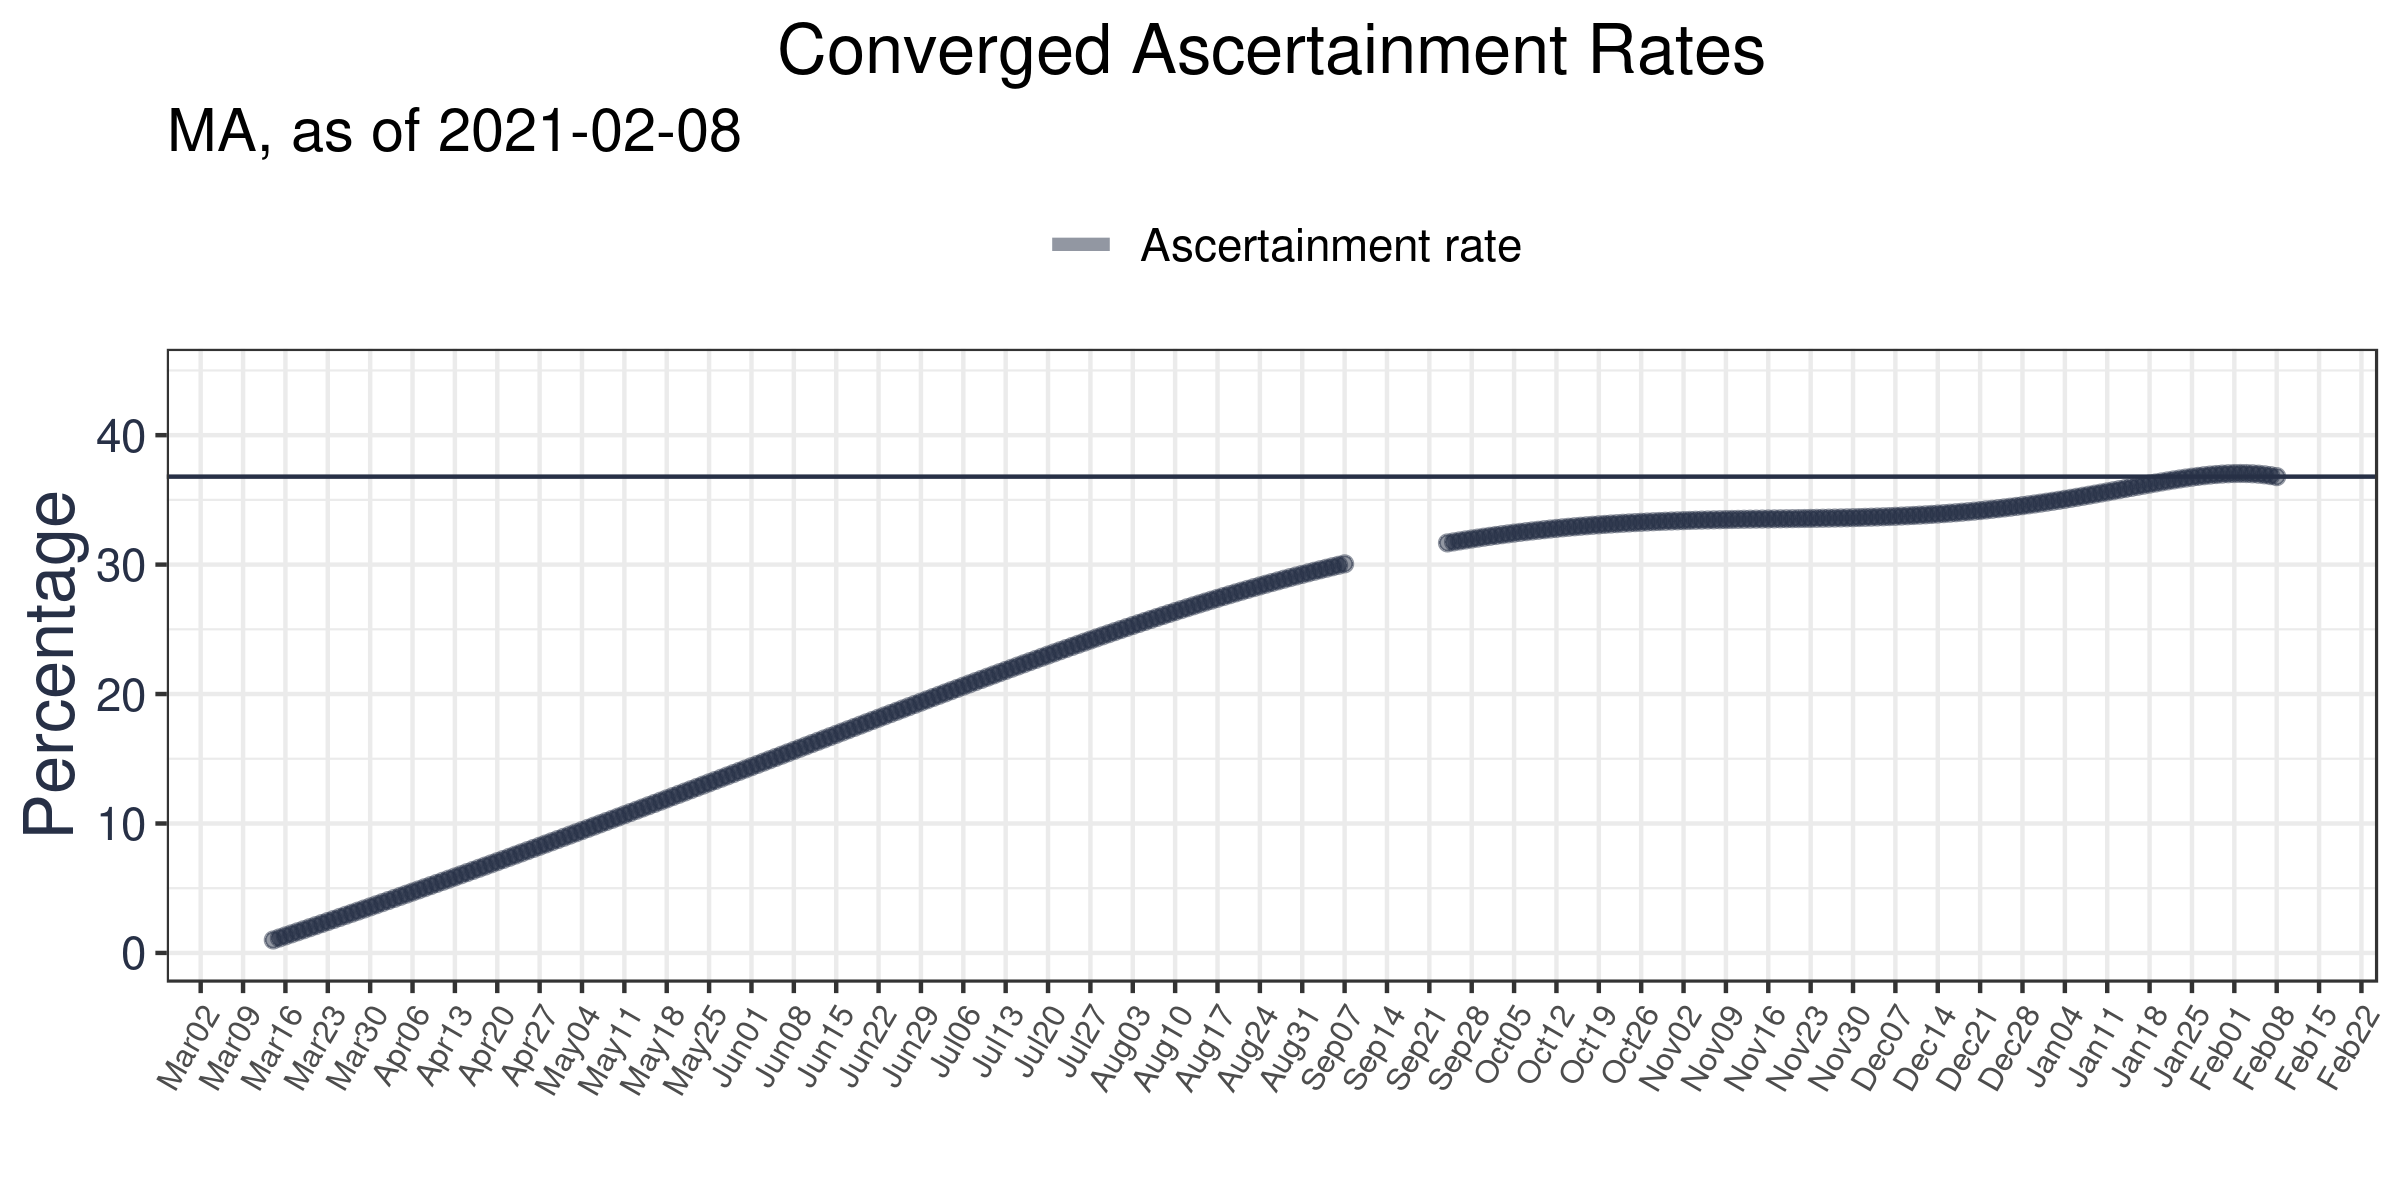 Converged Ascertainment Rates
MA, as of 2021-02-08
Ascertainment rate
Percentage
40
30
20
10
0
Mar02
Mar09
Mar16
Mar23
Mar30
Apr06
Apr13
Apr20
Apr27
May04
May11
May18
May25
Jun01
Jun08
Jun15
Jun22
Jun29
Jul06
Jul13
Jul20
Jul27
Aug03
Aug10
Aug17
Aug24
Aug31
Sep07
Sep14
Sep21
Sep28
Oct05
Oct12
Oct19
Oct26
Nov02
Nov09
Nov16
Nov23
Nov30
Dec07
Dec14
Dec21
Dec28
Jan04
Jan11
Jan18
Jan25
Feb01
Feb08
Feb15
Feb22